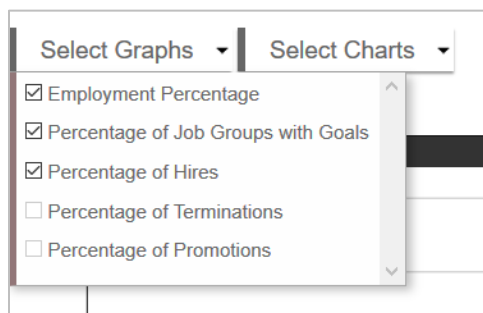 Select Graphs Select Charts
Employment Percentage
Percentage of Job Groups with Goals
Percentage of Hires
Percentage of Terminations
Percentage of Promotions